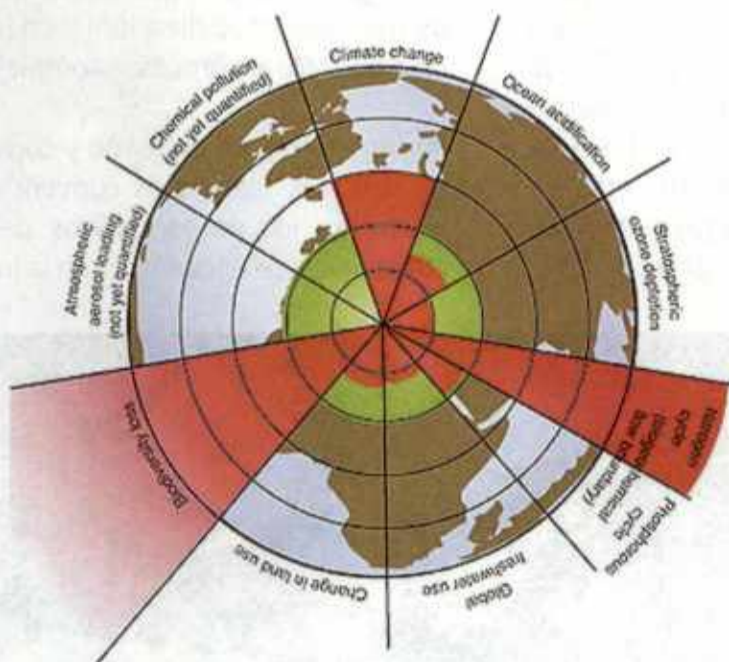 Climate change
Ocean acidification
Stratospheric
ozone depletion
Nitrogen
cycle
(biogeochemical
flow boundary)
Phosphorous
cycle
Global
freshwater use
Change in land use
Biodiversity loss
Atmospheric
aerosol loading
(not yet quantified)
Chemical pollution
(not yet quantified)